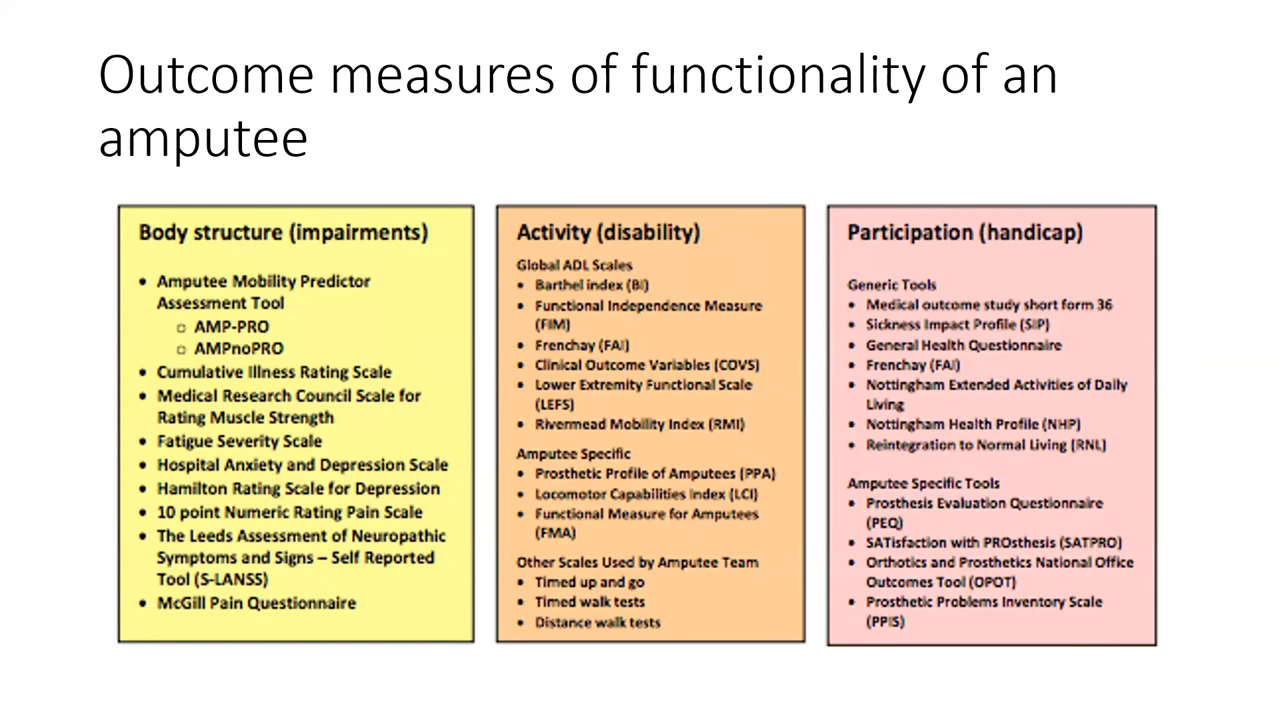 Outcome measures of functionality of an
amputee
Body structure (impairments)
• Amputee Mobility Predictor
Assessment Tool
o AMP-PRO
o AMPnoPRO
• Cumulative Illness Rating Scale
• Medical Research Council Scale for
Rating Muscle Strength
• Fatigue Severity Scale
• Hospital Anxiety and Depression Scale
• Hamilton Rating Scale for Depression
• 10 point Numeric Rating Pain Scale
• The Leeds Assessment of Neuropathic
Symptoms and Signs – Self Reported
Tool (S-LANSS)
• McGill Pain Questionnaire
Activity (disability)
Global ADL Scales
• Barthel index (BI)
• Functional Independence Measure
(FIM)
• Frenchay (FAI)
• Clinical Outcome Variables (COVS)
• Lower Extremity Functional Scale
(LEFS)
• Rivermead Mobility Index (RMI)
Amputee Specific
• Prosthetic Profile of Amputees (PPA)
• Locomotor Capabilities Index (LCI)
• Functional Measure for Amputees
(FMA)
Other Scales Used by Amputee Team
• Timed up and go
• Timed walk tests
• Distance walk tests
Participation (handicap)
Generic Tools
• Medical outcome study short form 36
• Sickness Impact Profile (SIP)
• General Health Questionnaire
• Frenchay (FAI)
• Nottingham Extended Activities of Daily
Living
• Nottingham Health Profile (NHP)
• Reintegration to Normal Living (RNL)
Amputee Specific Tools
• Prosthesis Evaluation Questionnaire
(PEQ)
• SATisfaction with PROsthesis (SATPRO)
• Orthotics and Prosthetics National Office
Outcomes Tool (OPOT)
• Prosthetic Problems Inventory Scale
(PPIS)